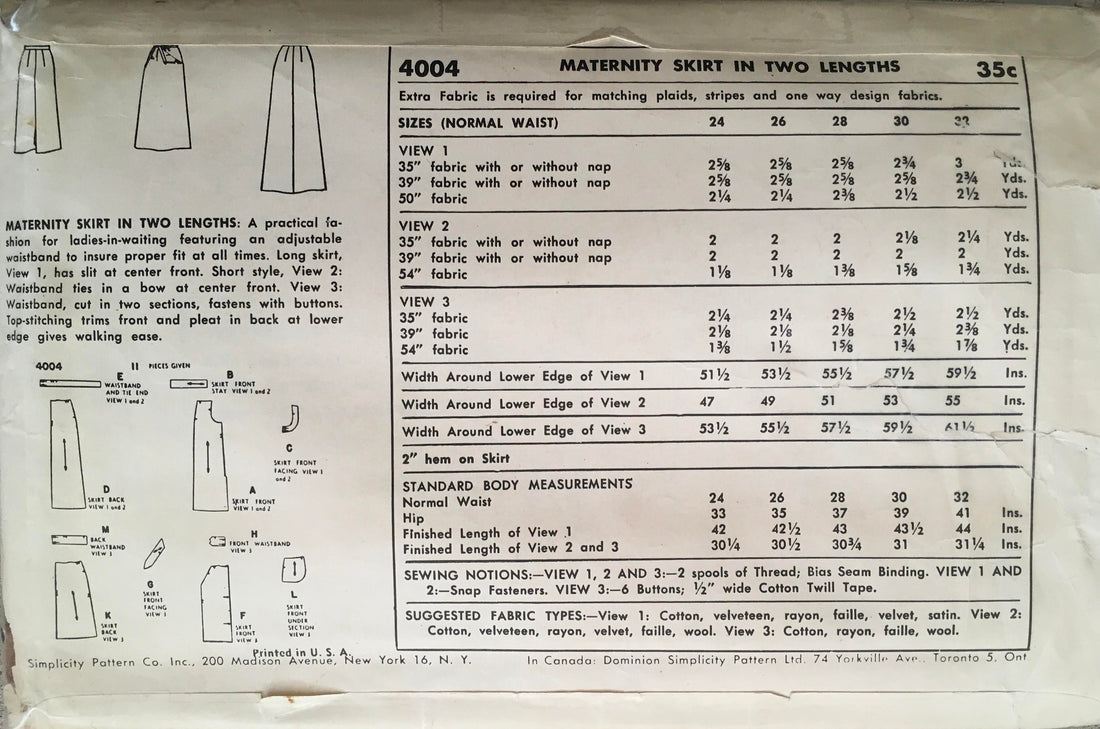 4004 MATERNITY SKIRT IN TWO LENGTHS 35c
Extra Fabric is required for matching plaids, stripes and one way design fabrics.
SIZES (NORMAL WAIST) 24 26 28 30 32
VIEW 1
35” fabric with or without nap 2⅝ 2⅝ 2⅝ 2¾ 3 Yds.
39” fabric with or without nap 2⅝ 2⅝ 2⅝ 2⅝ 2¾ Yds.
50” fabric 2¼ 2¼ 2⅜ 2½ 2½ Yds.
VIEW 2
35” fabric with or without nap 2 2 2 2⅛ 2¼ Yds.
39” fabric with or without nap 2 2 2 2 2 Yds.
54” fabric 1⅛ 1⅛ 1⅜ 1⅝ 1¾ Yds.
VIEW 3
35” fabric 2¼ 2¼ 2⅜ 2½ 2½ Yds.
39” fabric 2⅛ 2⅛ 2⅛ 2¼ 2⅜ Yds.
54” fabric 1⅜ 1½ 1⅝ 1¾ 1⅞ Yds.
Width Around Lower Edge of View 1 51½ 53½ 55½ 57½ 59½ Ins.
Width Around Lower Edge of View 2 47 49 51 53 55 Ins.
Width Around Lower Edge of View 3 53½ 55½ 57½ 59½ 61½ Ins.
2” hem on Skirt
STANDARD BODY MEASUREMENTS
Normal Waist 24 26 28 30 32
Hip 33 35 37 39 41 Ins.
Finished Length of View 1 42 42½ 43 43½ 44 Ins.
Finished Length of View 2 and 3 30¼ 30½ 30¾ 31 31¼ Ins.
SEWING NOTIONS:—VIEW 1, 2 AND 3:—2 spools of Thread; Bias Seam Binding. VIEW 1 AND
2:—Snap Fasteners. VIEW 3:—6 Buttons; ½” wide Cotton Twill Tape.
SUGGESTED FABRIC TYPES:—View 1: Cotton, velveteen, rayon, faille, velvet, satin. View 2:
Cotton, velveteen, rayon, velvet, faille, wool. View 3: Cotton, rayon, faille, wool.
MATERNITY SKIRT IN TWO LENGTHS: A practical fa-
shion for ladies-in-waiting featuring an adjustable
waistband to insure proper fit at all times. Long skirt,
View 1, has slit at center front. Short style, View 2:
Waistband ties in a bow at center front. View 3:
Waistband, cut in two sections, fastens with buttons.
Top-stitching trims front and pleat in back at lower
edge gives walking ease.
4004 11 PIECES GIVEN
E
WAISTBAND
AND TIE END
VIEW 1 and 2
B
SKIRT FRONT
STAY VIEW 1 and 2
C
SKIRT FRONT
FACING VIEW 1
and 2
D
SKIRT BACK
VIEW 1 and 2
A
SKIRT FRONT
VIEW 1 and 2
M
BACK
WAISTBAND
VIEW 3
H
FRONT WAISTBAND
VIEW 3
G
SKIRT
FRONT
FACING
VIEW 3
L
SKIRT
FRONT
UNDER
SECTION
VIEW 3
K
SKIRT
BACK
VIEW 3
F
SKIRT
FRONT
VIEW 3
Printed in U. S. A.
Simplicity Pattern Co. Inc., 200 Madison Avenue, New York 16, N. Y.
In Canada: Dominion Simplicity Pattern Ltd. 74 Yorkville Ave., Toronto 5, Ont